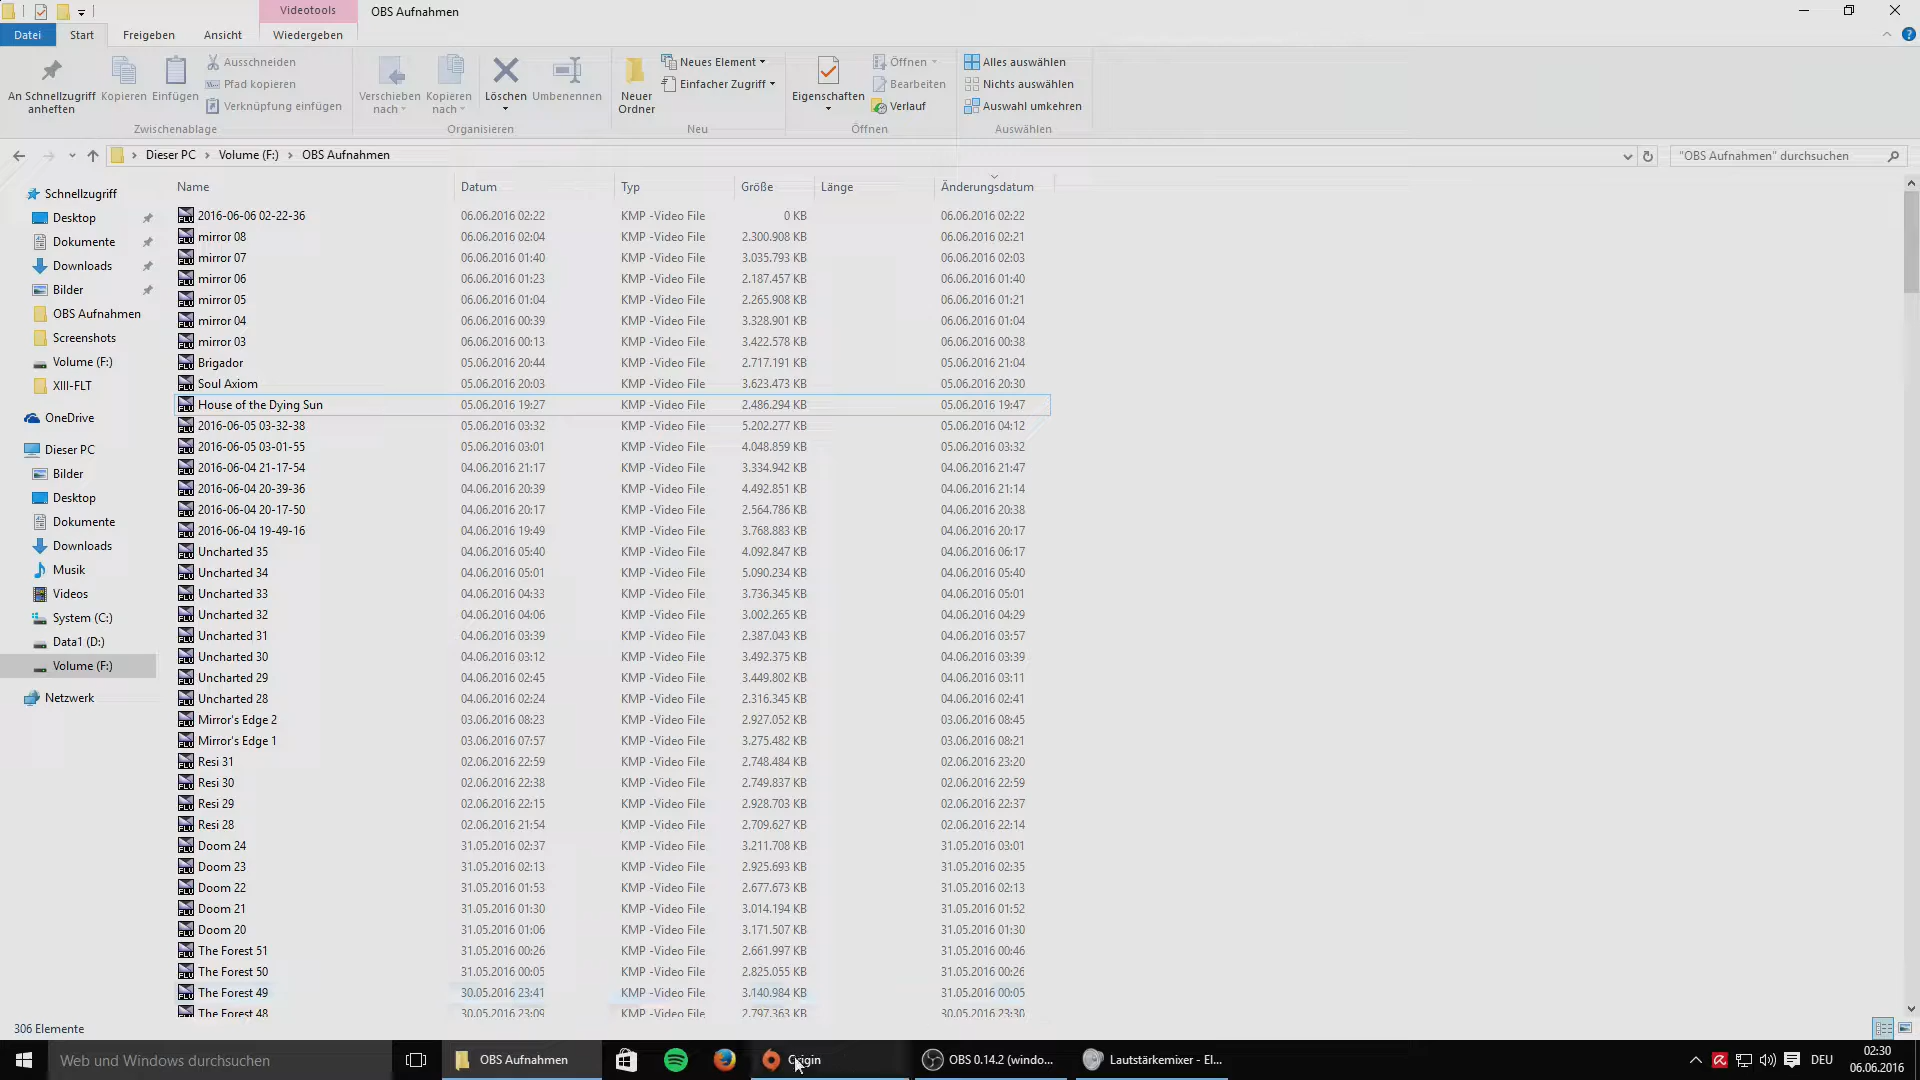 Videotools
OBS Aufnahmen
Datei
Start
Freigeben
Ansicht
Wiedergeben
An Schnellzugriff anheften
Kopieren
Einfügen
Ausschneiden
Pfad kopieren
Verknüpfung einfügen
Zwischenablage
Verschieben nach
Kopieren nach
Löschen
Umbenennen
Organisieren
Neuer Ordner
Neues Element
Einfacher Zugriff
Neu
Eigenschaften
Öffnen
Bearbeiten
Verlauf
Öffnen
Alles auswählen
Nichts auswählen
Auswahl umkehren
Auswählen
Dieser PC > Volume (F:) > OBS Aufnahmen
"OBS Aufnahmen" durchsuchen
Schnellzugriff
Desktop
Dokumente
Downloads
Bilder
OBS Aufnahmen
Screenshots
Volume (F:)
XIII-FLT
OneDrive
Dieser PC
Bilder
Desktop
Dokumente
Downloads
Musik
Videos
System (C:)
Data1 (D:)
Volume (F:)
Netzwerk
Name Datum Typ Größe Länge Änderungsdatum
2016-06-06 02-22-36 06.06.2016 02:22 KMP -Video File 0 KB 06.06.2016 02:22
mirror 08 06.06.2016 02:04 KMP -Video File 2.300.908 KB 06.06.2016 02:21
mirror 07 06.06.2016 01:40 KMP -Video File 3.035.793 KB 06.06.2016 02:03
mirror 06 06.06.2016 01:23 KMP -Video File 2.187.457 KB 06.06.2016 01:40
mirror 05 06.06.2016 01:04 KMP -Video File 2.265.908 KB 06.06.2016 01:21
mirror 04 06.06.2016 00:39 KMP -Video File 3.328.901 KB 06.06.2016 01:04
mirror 03 06.06.2016 00:13 KMP -Video File 3.422.578 KB 06.06.2016 00:38
Brigador 05.06.2016 20:44 KMP -Video File 2.717.191 KB 05.06.2016 21:04
Soul Axiom 05.06.2016 20:03 KMP -Video File 3.623.473 KB 05.06.2016 20:30
House of the Dying Sun 05.06.2016 19:27 KMP -Video File 2.486.294 KB 05.06.2016 19:47
2016-06-05 03-32-38 05.06.2016 03:32 KMP -Video File 5.202.277 KB 05.06.2016 04:12
2016-06-05 03-01-55 05.06.2016 03:01 KMP -Video File 4.048.859 KB 05.06.2016 03:32
2016-06-04 21-17-54 04.06.2016 21:17 KMP -Video File 3.334.942 KB 04.06.2016 21:47
2016-06-04 20-39-36 04.06.2016 20:39 KMP -Video File 4.492.851 KB 04.06.2016 21:14
2016-06-04 20-17-50 04.06.2016 20:17 KMP -Video File 2.564.786 KB 04.06.2016 20:38
2016-06-04 19-49-16 04.06.2016 19:49 KMP -Video File 3.768.883 KB 04.06.2016 20:17
Uncharted 35 04.06.2016 05:40 KMP -Video File 4.092.847 KB 04.06.2016 06:17
Uncharted 34 04.06.2016 05:01 KMP -Video File 5.090.234 KB 04.06.2016 05:40
Uncharted 33 04.06.2016 04:33 KMP -Video File 3.736.345 KB 04.06.2016 05:01
Uncharted 32 04.06.2016 04:06 KMP -Video File 3.002.265 KB 04.06.2016 04:29
Uncharted 31 04.06.2016 03:39 KMP -Video File 2.387.043 KB 04.06.2016 03:57
Uncharted 30 04.06.2016 03:12 KMP -Video File 3.492.375 KB 04.06.2016 03:39
Uncharted 29 04.06.2016 02:45 KMP -Video File 3.449.802 KB 04.06.2016 03:11
Uncharted 28 04.06.2016 02:24 KMP -Video File 2.316.345 KB 04.06.2016 02:41
Mirror's Edge 2 03.06.2016 08:23 KMP -Video File 2.927.052 KB 03.06.2016 08:45
Mirror's Edge 1 03.06.2016 07:57 KMP -Video File 3.275.482 KB 03.06.2016 08:21
Resi 31 02.06.2016 22:59 KMP -Video File 2.748.484 KB 02.06.2016 23:20
Resi 30 02.06.2016 22:38 KMP -Video File 2.749.837 KB 02.06.2016 22:59
Resi 29 02.06.2016 22:15 KMP -Video File 2.928.703 KB 02.06.2016 22:37
Resi 28 02.06.2016 21:54 KMP -Video File 2.709.627 KB 02.06.2016 22:14
Doom 24 31.05.2016 02:37 KMP -Video File 3.211.708 KB 31.05.2016 03:01
Doom 23 31.05.2016 02:13 KMP -Video File 2.925.693 KB 31.05.2016 02:35
Doom 22 31.05.2016 01:53 KMP -Video File 2.677.673 KB 31.05.2016 02:13
Doom 21 31.05.2016 01:30 KMP -Video File 3.014.194 KB 31.05.2016 01:52
Doom 20 31.05.2016 01:06 KMP -Video File 3.171.507 KB 31.05.2016 01:30
The Forest 51 31.05.2016 00:26 KMP -Video File 2.661.997 KB 31.05.2016 00:46
The Forest 50 31.05.2016 00:05 KMP -Video File 2.825.055 KB 31.05.2016 00:26
The Forest 49 30.05.2016 23:41 KMP -Video File 3.140.984 KB 31.05.2016 00:05
The Forest 48 30.05.2016 23:09 KMP -Video File 2.797.363 KB 30.05.2016 23:30
306 Elemente
Web und Windows durchsuchen
OBS Aufnahmen
Origin
OBS 0.14.2 (windo...
Lautstärkemixer - El...
DEU
02:30
06.06.2016